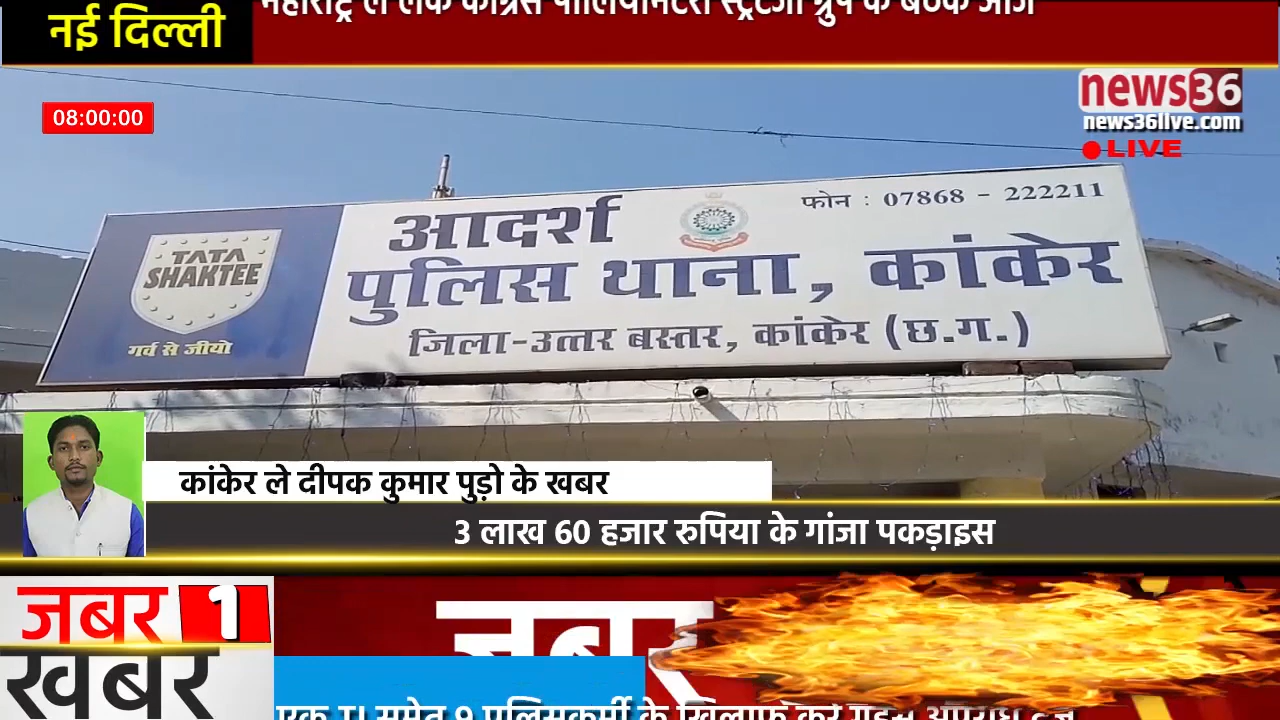 नई दिल्ली
08:00:00
news36
news36live.com
LIVE
TATA
SHAKTEE
गर्व से जीयो
फोन : 07868 - 222211
आदर्श
पुलिस थाना, कांकेर
जिला-उत्तर बस्तर, कांकेर (छ.ग.)
कांकेर ले दीपक कुमार पुड़ो के खबर
3 लाख 60 हजार रुपिया के गांजा पकड़ाइस
जबर 1
खबर